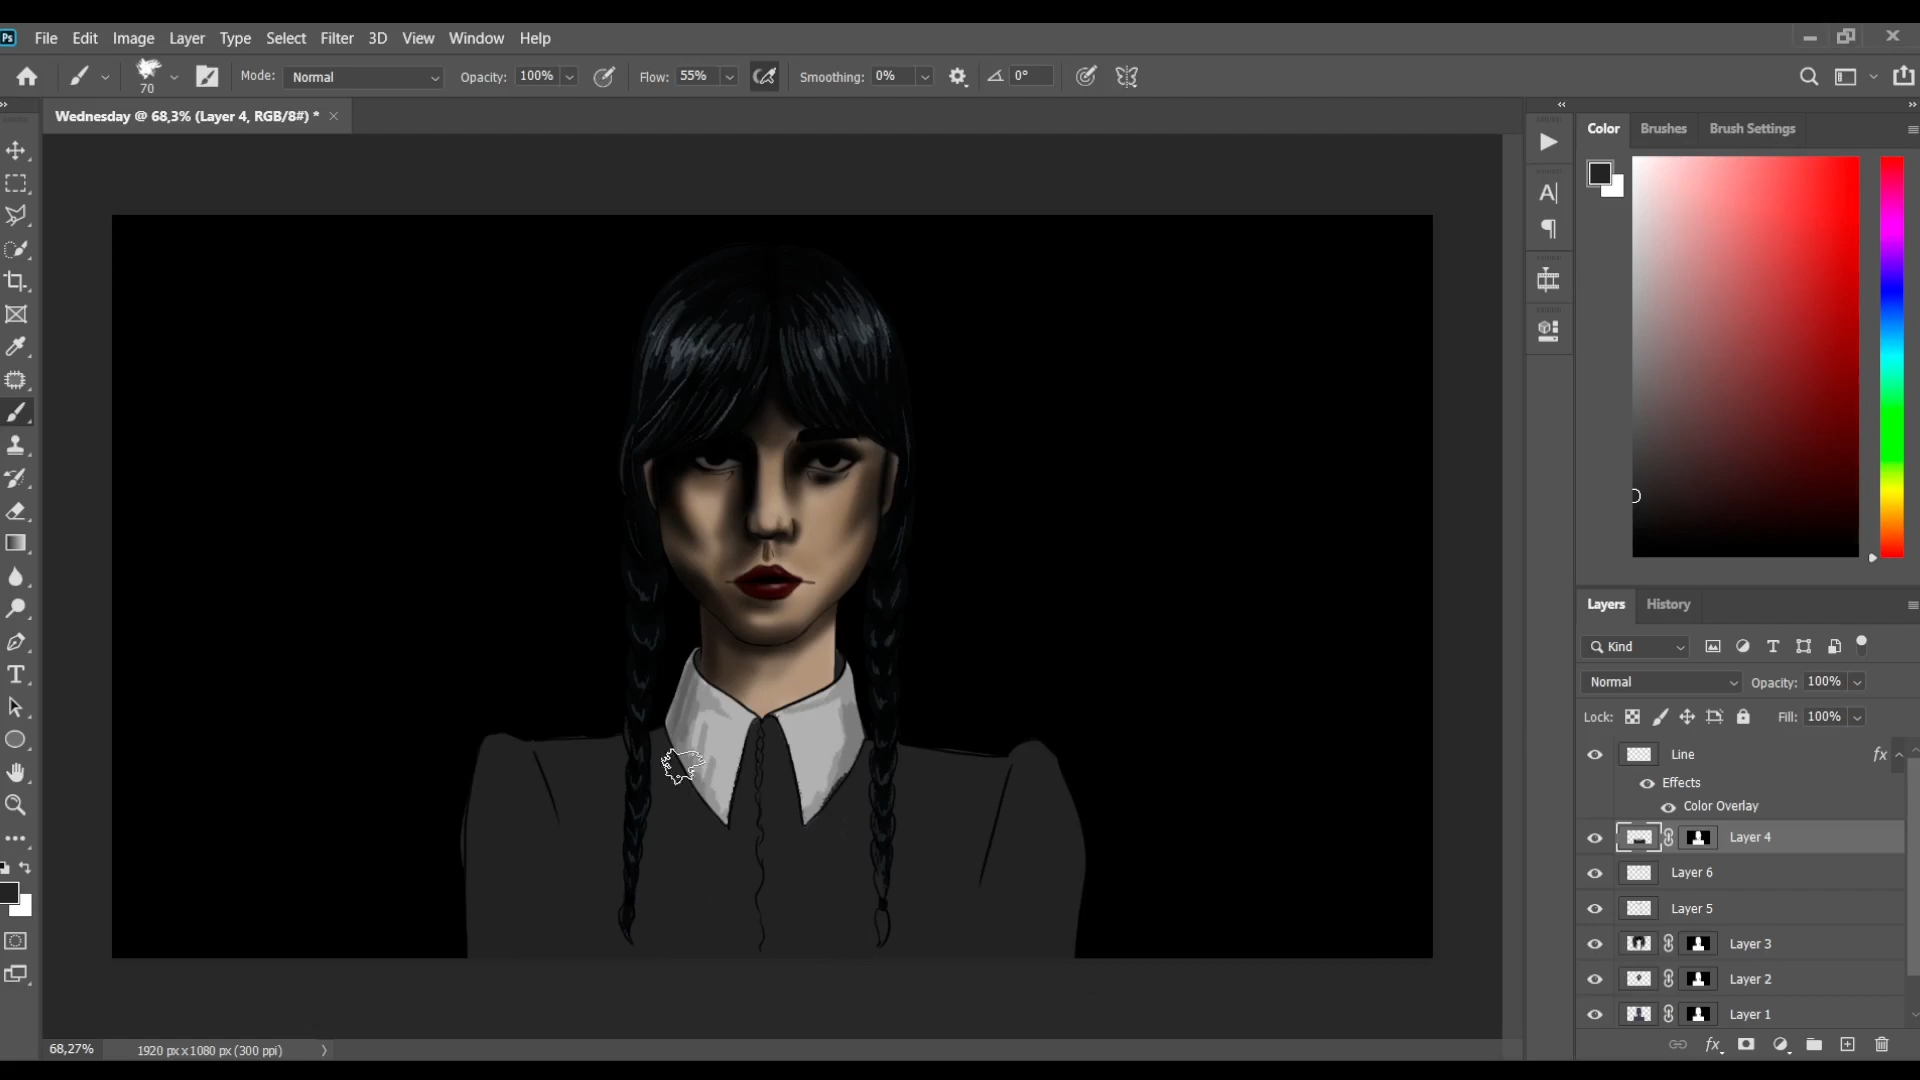 Ps File Edit Image Layer Type Select Filter 3D View Window Help
70 Mode: Normal Opacity: 100% Flow: 55% Smoothing: 0% 0°
Wednesday @ 68,3% (Layer 4, RGB/8#) *
Color Brushes Brush Settings
Layers History
Kind
Normal Opacity: 100%
Lock: Fill: 100%
Line fx
Effects
Color Overlay
Layer 4
Layer 6
Layer 5
Layer 3
Layer 2
Layer 1
fx
68,27% 1920 px x 1080 px (300 ppi)